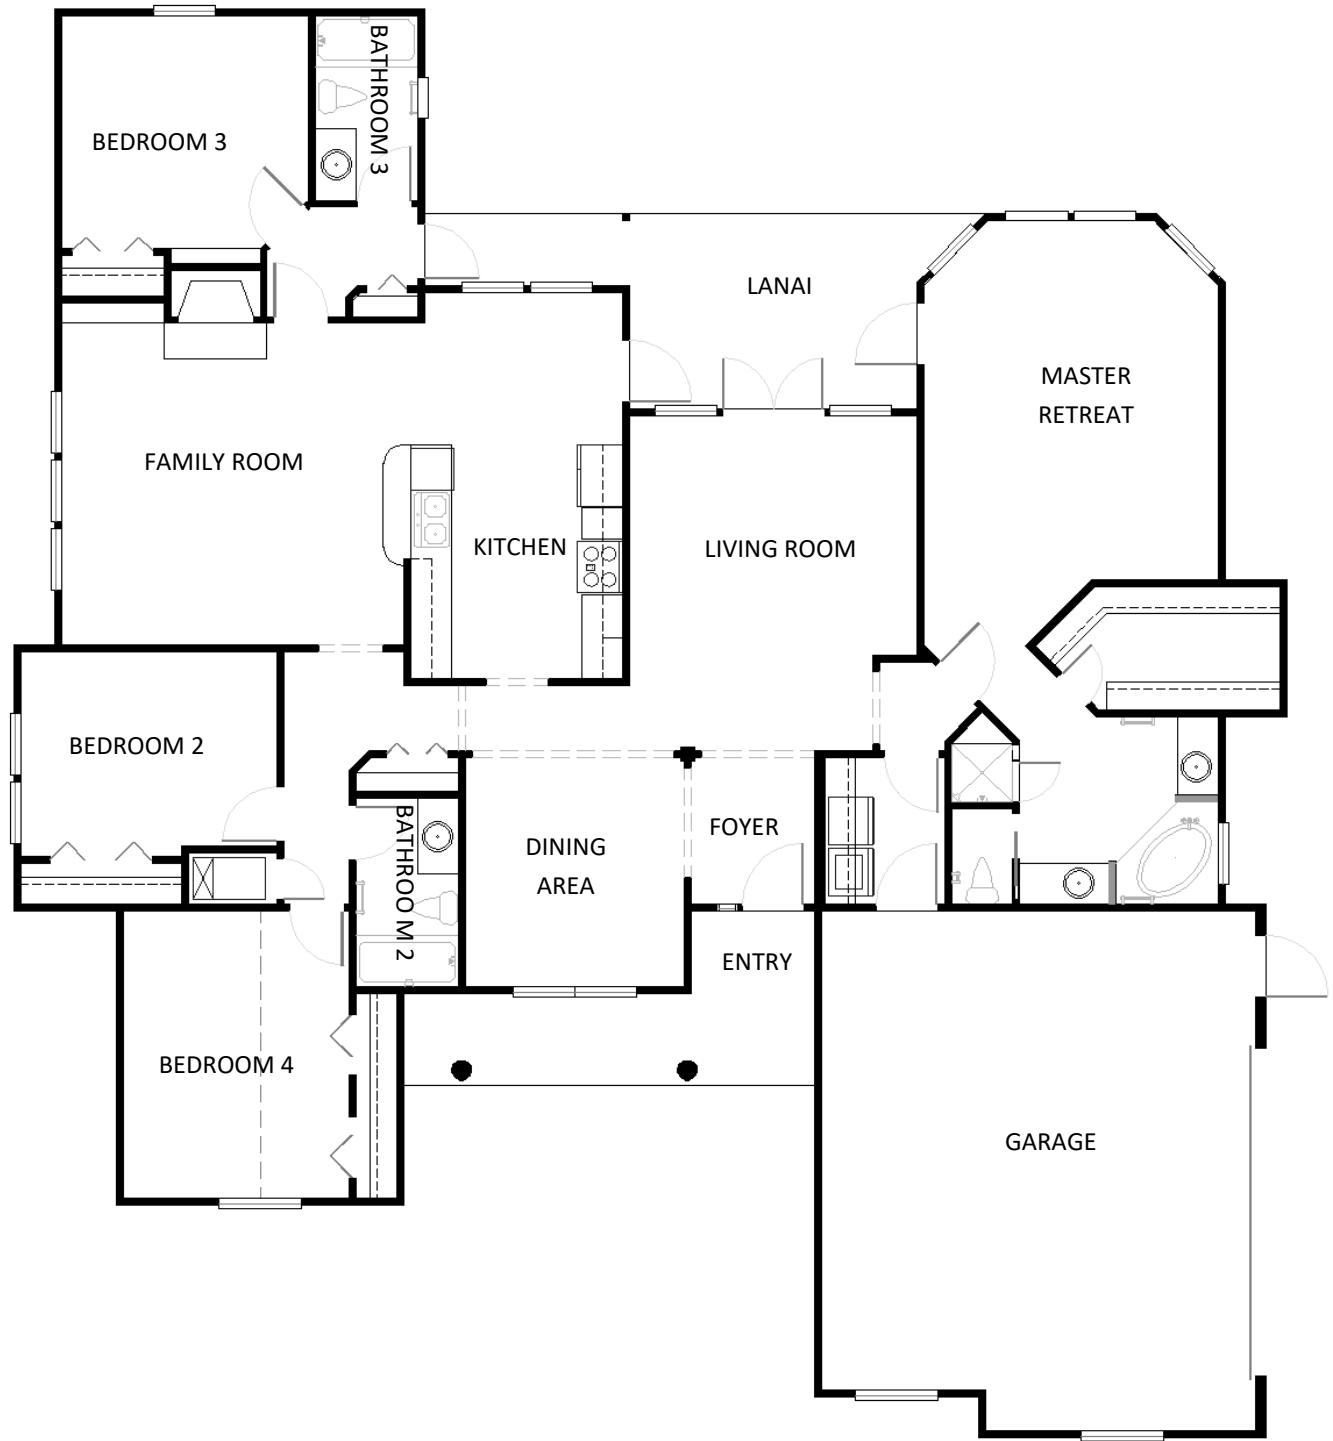 BATHROOM 3
BEDROOM 3
LANAI
MASTER
RETREAT
FAMILY ROOM
KITCHEN
LIVING ROOM
BEDROOM 2
BATHROOM 2
FOYER
DINING
AREA
ENTRY
BEDROOM 4
GARAGE